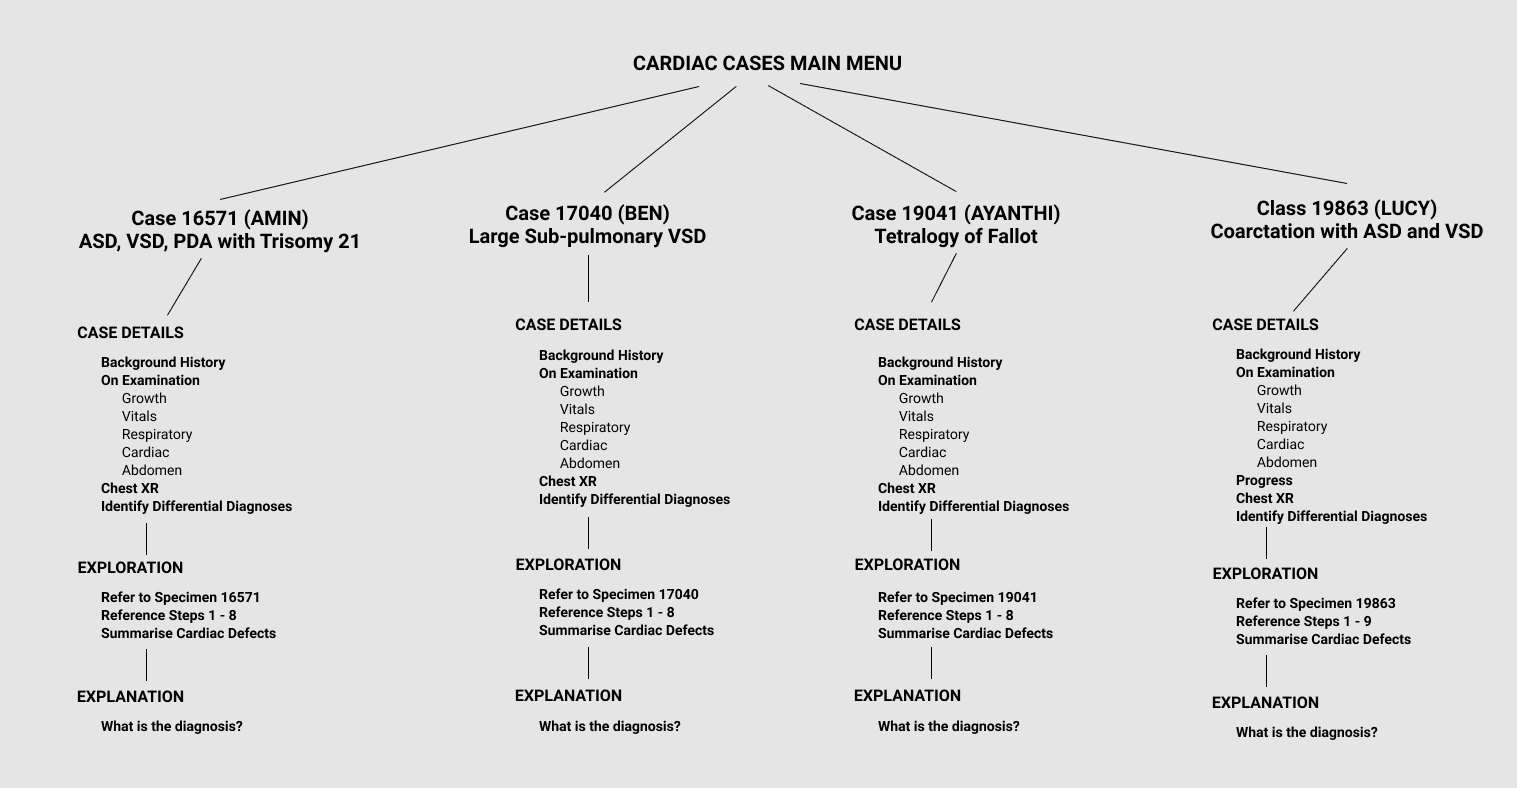 CARDIAC CASES MAIN MENU
Case 16571 (AMIN)
ASD, VSD, PDA with Trisomy 21
CASE DETAILS
Background History
On Examination
Growth
Vitals
Respiratory
Cardiac
Abdomen
Chest XR
Identify Differential Diagnoses
EXPLORATION
Refer to Specimen 16571
Reference Steps 1 - 8
Summarise Cardiac Defects
EXPLANATION
What is the diagnosis?
Case 17040 (BEN)
Large Sub-pulmonary VSD
CASE DETAILS
Background History
On Examination
Growth
Vitals
Respiratory
Cardiac
Abdomen
Chest XR
Identify Differential Diagnoses
EXPLORATION
Refer to Specimen 17040
Reference Steps 1 - 8
Summarise Cardiac Defects
EXPLANATION
What is the diagnosis?
Case 19041 (AYANTHI)
Tetralogy of Fallot
CASE DETAILS
Background History
On Examination
Growth
Vitals
Respiratory
Cardiac
Abdomen
Chest XR
Identify Differential Diagnoses
EXPLORATION
Refer to Specimen 19041
Reference Steps 1 - 8
Summarise Cardiac Defects
EXPLANATION
What is the diagnosis?
Class 19863 (LUCY)
Coarctation with ASD and VSD
CASE DETAILS
Background History
On Examination
Growth
Vitals
Respiratory
Cardiac
Abdomen
Progress
Chest XR
Identify Differential Diagnoses
EXPLORATION
Refer to Specimen 19863
Reference Steps 1 - 9
Summarise Cardiac Defects
EXPLANATION
What is the diagnosis?